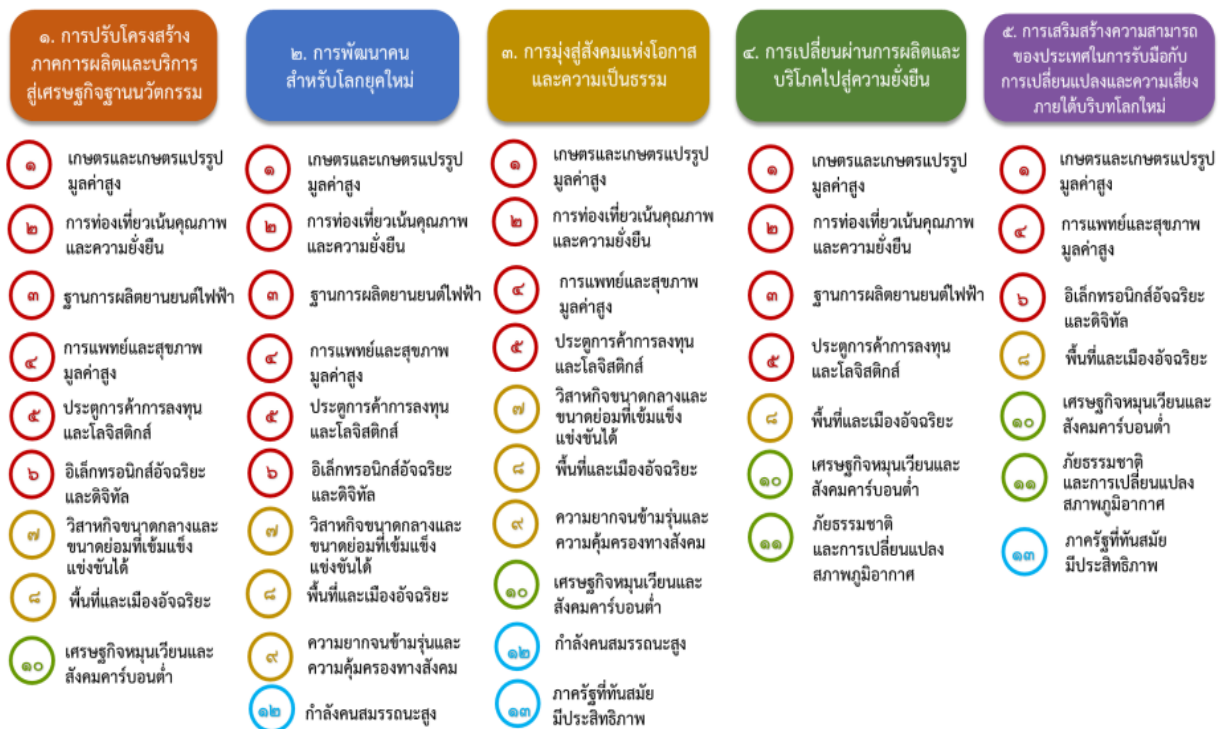 ๑. การปรับโครงสร้าง
ภาคการผลิตและบริการ
สู่เศรษฐกิจฐานนวัตกรรม
๑
เกษตรและเกษตรแปรรูป
มูลค่าสูง
๒
การท่องเที่ยวเน้นคุณภาพ
และความยั่งยืน
๓
ฐานการผลิตยานยนต์ไฟฟ้า
๔
การแพทย์และสุขภาพ
มูลค่าสูง
๕
ประตูการค้าการลงทุน
และโลจิสติกส์
๖
อิเล็กทรอนิกส์อัจฉริยะ
และดิจิทัล
๗
วิสาหกิจขนาดกลางและ
ขนาดย่อมที่เข้มแข็ง
แข่งขันได้
๘
พื้นที่และเมืองอัจฉริยะ
๑๐
เศรษฐกิจหมุนเวียนและ
สังคมคาร์บอนต่ำ
๒. การพัฒนาคน
สำหรับโลกยุคใหม่
๑
เกษตรและเกษตรแปรรูป
มูลค่าสูง
๒
การท่องเที่ยวเน้นคุณภาพ
และความยั่งยืน
๓
ฐานการผลิตยานยนต์ไฟฟ้า
๔
การแพทย์และสุขภาพ
มูลค่าสูง
๕
ประตูการค้าการลงทุน
และโลจิสติกส์
๖
อิเล็กทรอนิกส์อัจฉริยะ
และดิจิทัล
๗
วิสาหกิจขนาดกลางและ
ขนาดย่อมที่เข้มแข็ง
แข่งขันได้
๘
พื้นที่และเมืองอัจฉริยะ
๙
ความยากจนข้ามรุ่นและ
ความคุ้มครองทางสังคม
๑๒
กำลังคนสมรรถนะสูง
๓. การมุ่งสู่สังคมแห่งโอกาส
และความเป็นธรรม
๑
เกษตรและเกษตรแปรรูป
มูลค่าสูง
๒
การท่องเที่ยวเน้นคุณภาพ
และความยั่งยืน
๔
การแพทย์และสุขภาพ
มูลค่าสูง
๕
ประตูการค้าการลงทุน
และโลจิสติกส์
๗
วิสาหกิจขนาดกลางและ
ขนาดย่อมที่เข้มแข็ง
แข่งขันได้
๘
พื้นที่และเมืองอัจฉริยะ
๙
ความยากจนข้ามรุ่นและ
ความคุ้มครองทางสังคม
๑๐
เศรษฐกิจหมุนเวียนและ
สังคมคาร์บอนต่ำ
๑๒
กำลังคนสมรรถนะสูง
๑๓
ภาครัฐที่ทันสมัย
มีประสิทธิภาพ
๔. การเปลี่ยนผ่านการผลิตและ
บริโภคไปสู่ความยั่งยืน
๑
เกษตรและเกษตรแปรรูป
มูลค่าสูง
๒
การท่องเที่ยวเน้นคุณภาพ
และความยั่งยืน
๓
ฐานการผลิตยานยนต์ไฟฟ้า
๕
ประตูการค้าการลงทุน
และโลจิสติกส์
๘
พื้นที่และเมืองอัจฉริยะ
๑๐
เศรษฐกิจหมุนเวียนและ
สังคมคาร์บอนต่ำ
๑๑
ภัยธรรมชาติ
และการเปลี่ยนแปลง
สภาพภูมิอากาศ
๕. การเสริมสร้างความสามารถ
ของประเทศในการรับมือกับ
การเปลี่ยนแปลงและความเสี่ยง
ภายใต้บริบทโลกใหม่
๑
เกษตรและเกษตรแปรรูป
มูลค่าสูง
๔
การแพทย์และสุขภาพ
มูลค่าสูง
๖
อิเล็กทรอนิกส์อัจฉริยะ
และดิจิทัล
๘
พื้นที่และเมืองอัจฉริยะ
๑๐
เศรษฐกิจหมุนเวียนและ
สังคมคาร์บอนต่ำ
๑๑
ภัยธรรมชาติ
และการเปลี่ยนแปลง
สภาพภูมิอากาศ
๑๓
ภาครัฐที่ทันสมัย
มีประสิทธิภาพ